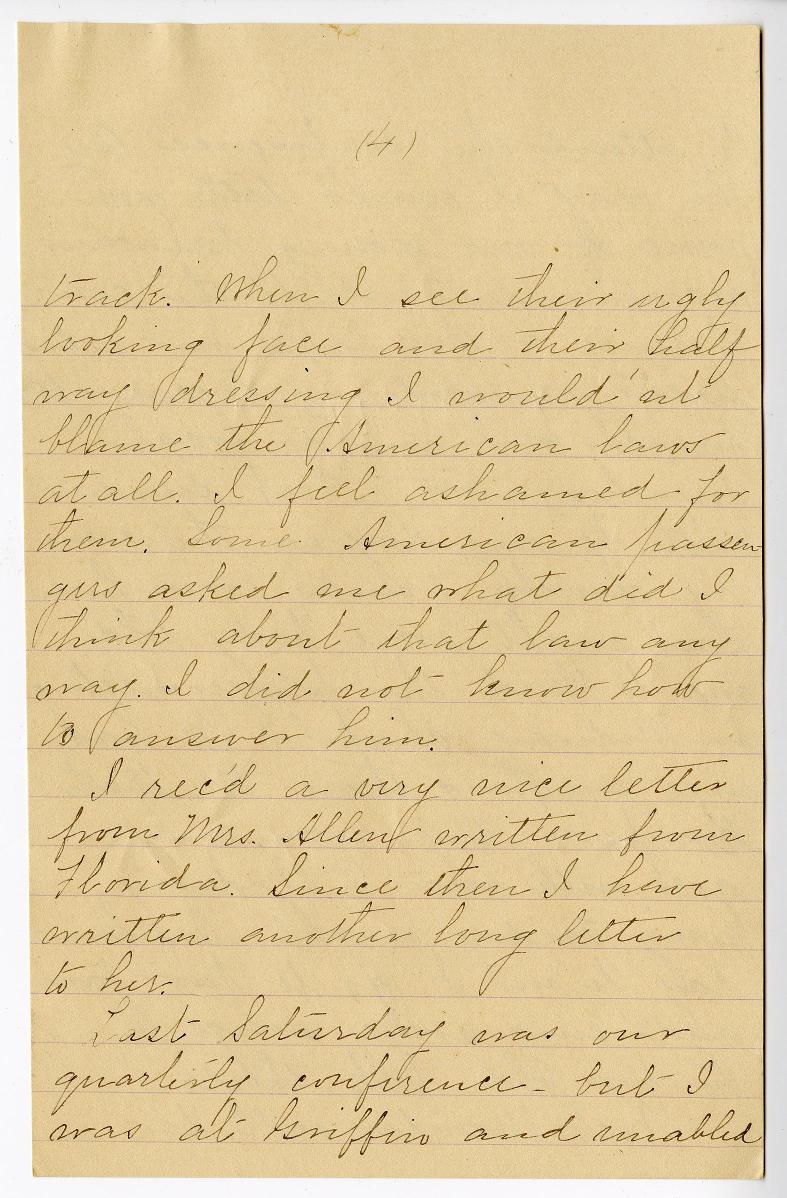 (4)
track. When I see their ugly
looking face and their half
way dressing I would'nt
blame the American laws
at all. I feel ashamed for
them. Some American passen
gers asked me what did I
think about that law any
way. I did not know how
to answer him.
I rec'd a very nice letter
from Mrs. Allen written from
Florida. Since then I have
written another long letter
to her.
Last Saturday was our
quarterly conference - but I
was at Griffin and unabled